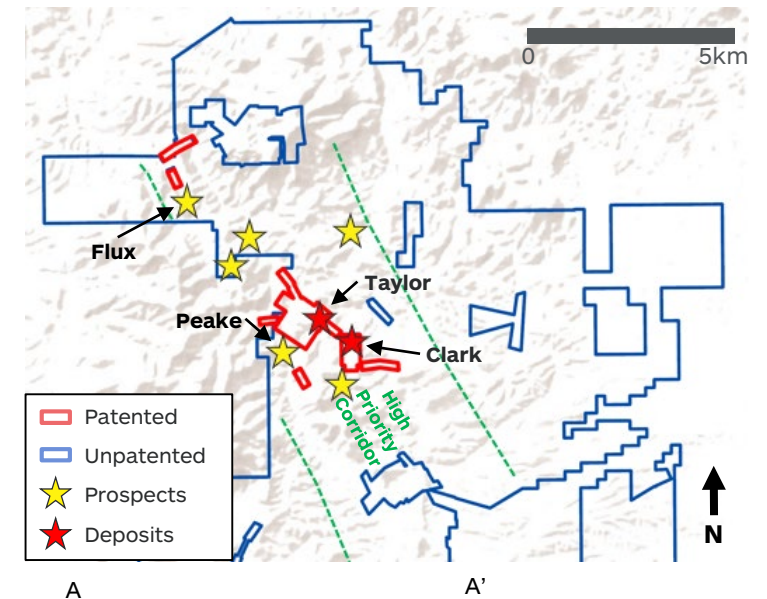 0 5km
Flux
Taylor
Peake
Clark
High
Priority
Corridor
Patented
Unpatented
Prospects
Deposits
N
A A'